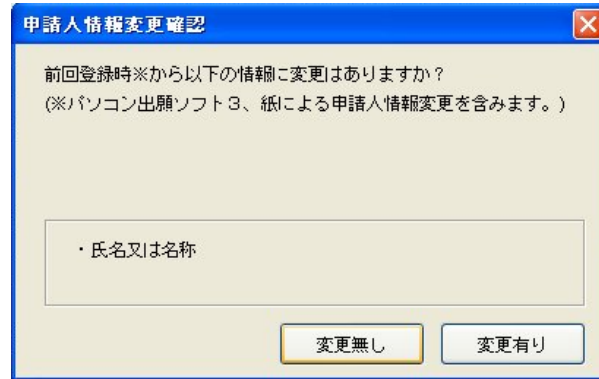 申請人情報変更確認
前回登録時※から以下の情報に変更はありますか？
(※パソコン出願ソフト３、紙による申請人情報変更を含みます。)
・氏名又は名称
変更無し
変更有り